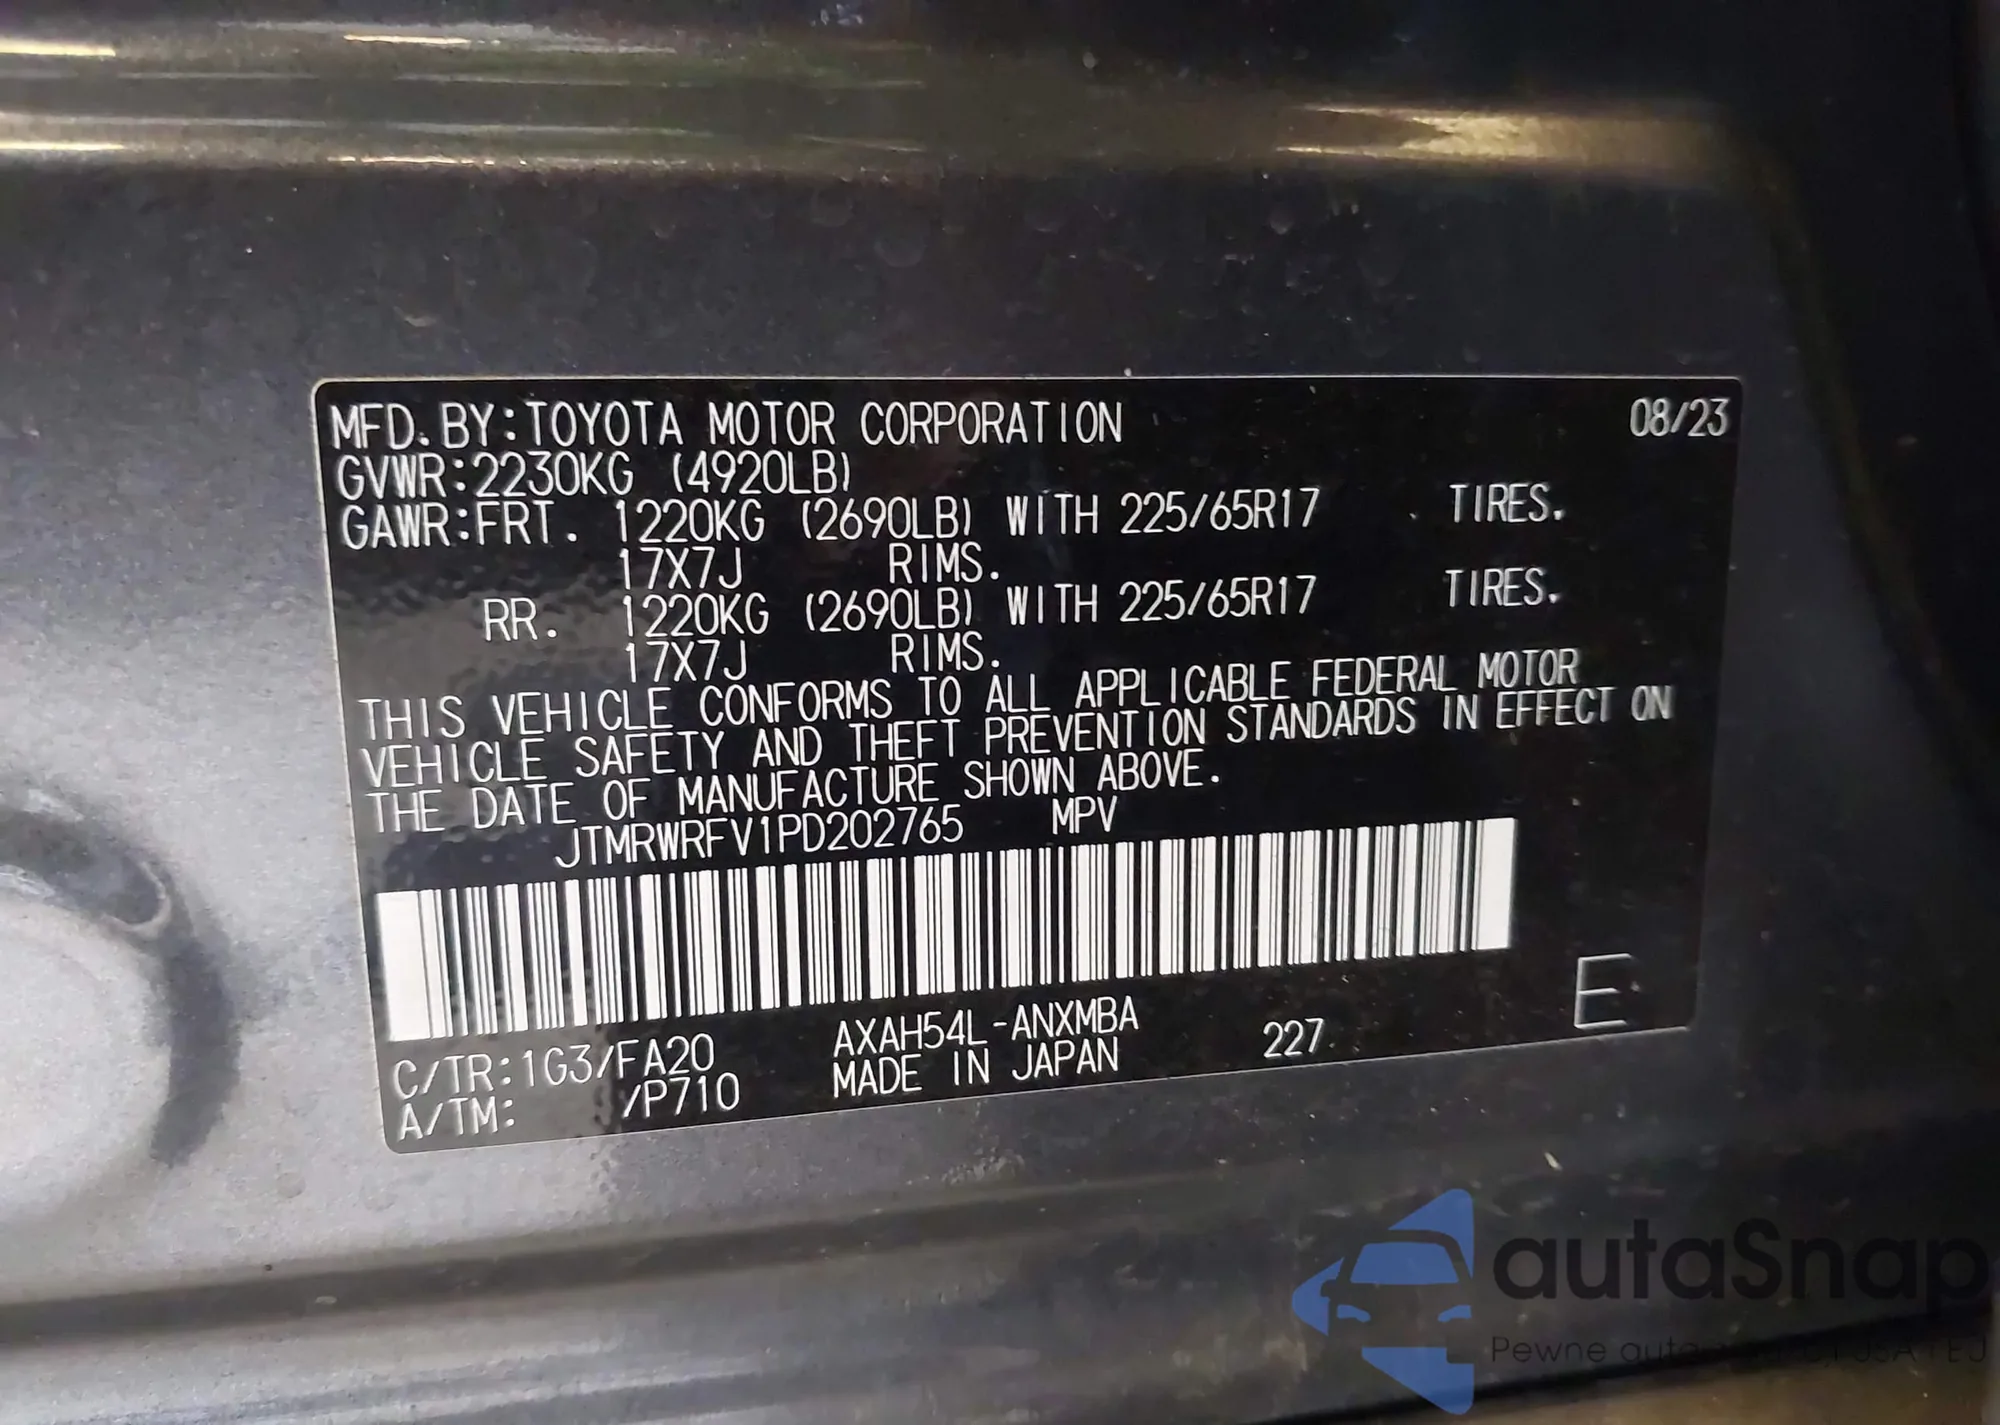 MFD. BY: TOYOTA MOTOR CORPORATION 08/23
GVWR: 2230KG (4920LB)
GAWR: FRT. 1220KG (2690LB) WITH 225/65R17 TIRES.
17X7J RIMS.
RR. 1220KG (2690LB) WITH 225/65R17 TIRES.
17X7J RIMS.
THIS VEHICLE CONFORMS TO ALL APPLICABLE FEDERAL MOTOR
VEHICLE SAFETY AND THEFT PREVENTION STANDARDS IN EFFECT ON
THE DATE OF MANUFACTURE SHOWN ABOVE.
JTMRWRFV1PD202765 MPV
C/TR: 1G3/FA20 AXAH54L-ANXMBA 227 E
A/TM: /P710 MADE IN JAPAN
autaSnap
Pewne